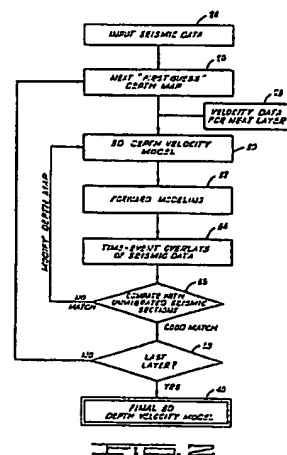 INPUT SEISMIC DATA
NEXT "FIRST GUESS"
DEPTH MAP
VELOCITY DATA
FOR NEXT LAYER
3D DEPTH VELOCITY
MODEL
MODIFY DEPTH MAP
FORWARD MODELING
TIME-EVENT OVERLAYS
OF SEISMIC DATA
COMPARE WITH
UNMIGRATED SEISMIC
SECTIONS
NO
MATCH
GOOD MATCH
NO
LAST
LAYER?
YES
40
FINAL 3D
DEPTH VELOCITY MODEL